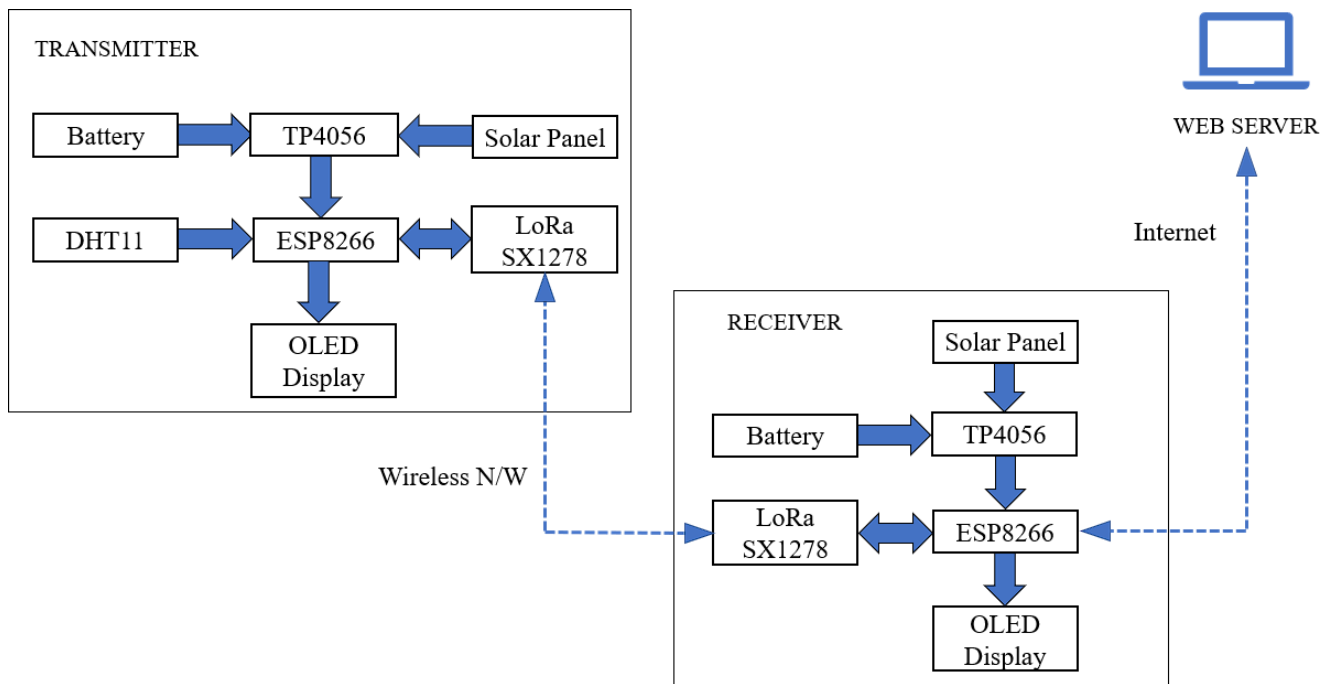 TRANSMITTER
Battery
TP4056
Solar Panel
DHT11
ESP8266
LoRa
SX1278
OLED
Display
WEB SERVER
Internet
Wireless N/W
RECEIVER
Solar Panel
Battery
TP4056
LoRa
SX1278
ESP8266
OLED
Display